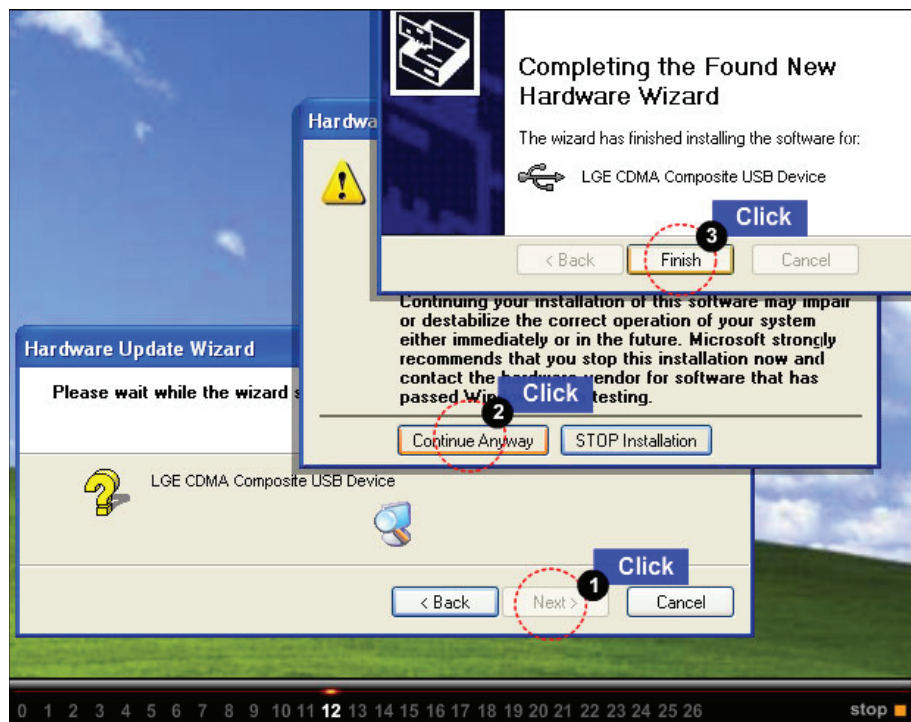 Completing the Found New
Hardware Wizard
The wizard has finished installing the software for:
LGE CDMA Composite USB Device
Click
3
< Back
Finish
Cancel
Continuing your installation of this software may impair
or destabilize the correct operation of your system
either immediately or in the future. Microsoft strongly
recommends that you stop this installation now and
contact the hardware vendor for software that has
passed testing.
Click
2
Continue Anyway
STOP Installation
Hardware Update Wizard
Please wait while the wizard
LGE CDMA Composite USB Device
Click
1
< Back
Next >
Cancel
0 1 2 3 4 5 6 7 8 9 10 11 12 13 14 15 16 17 18 19 20 21 22 23 24 25 26
stop